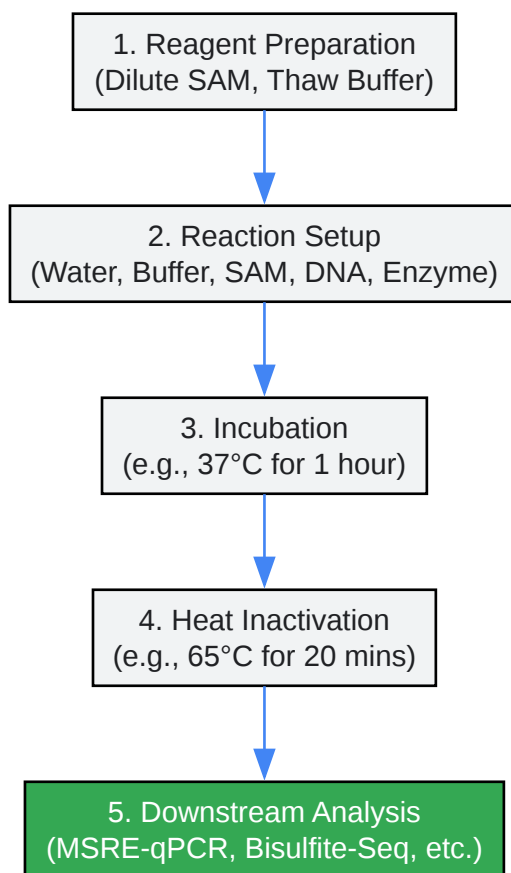 1. Reagent Preparation
(Dilute SAM, Thaw Buffer)
2. Reaction Setup
(Water, Buffer, SAM, DNA, Enzyme)
3. Incubation
(e.g., 37°C for 1 hour)
4. Heat Inactivation
(e.g., 65°C for 20 mins)
5. Downstream Analysis
(MSRE-qPCR, Bisulfite-Seq, etc.)